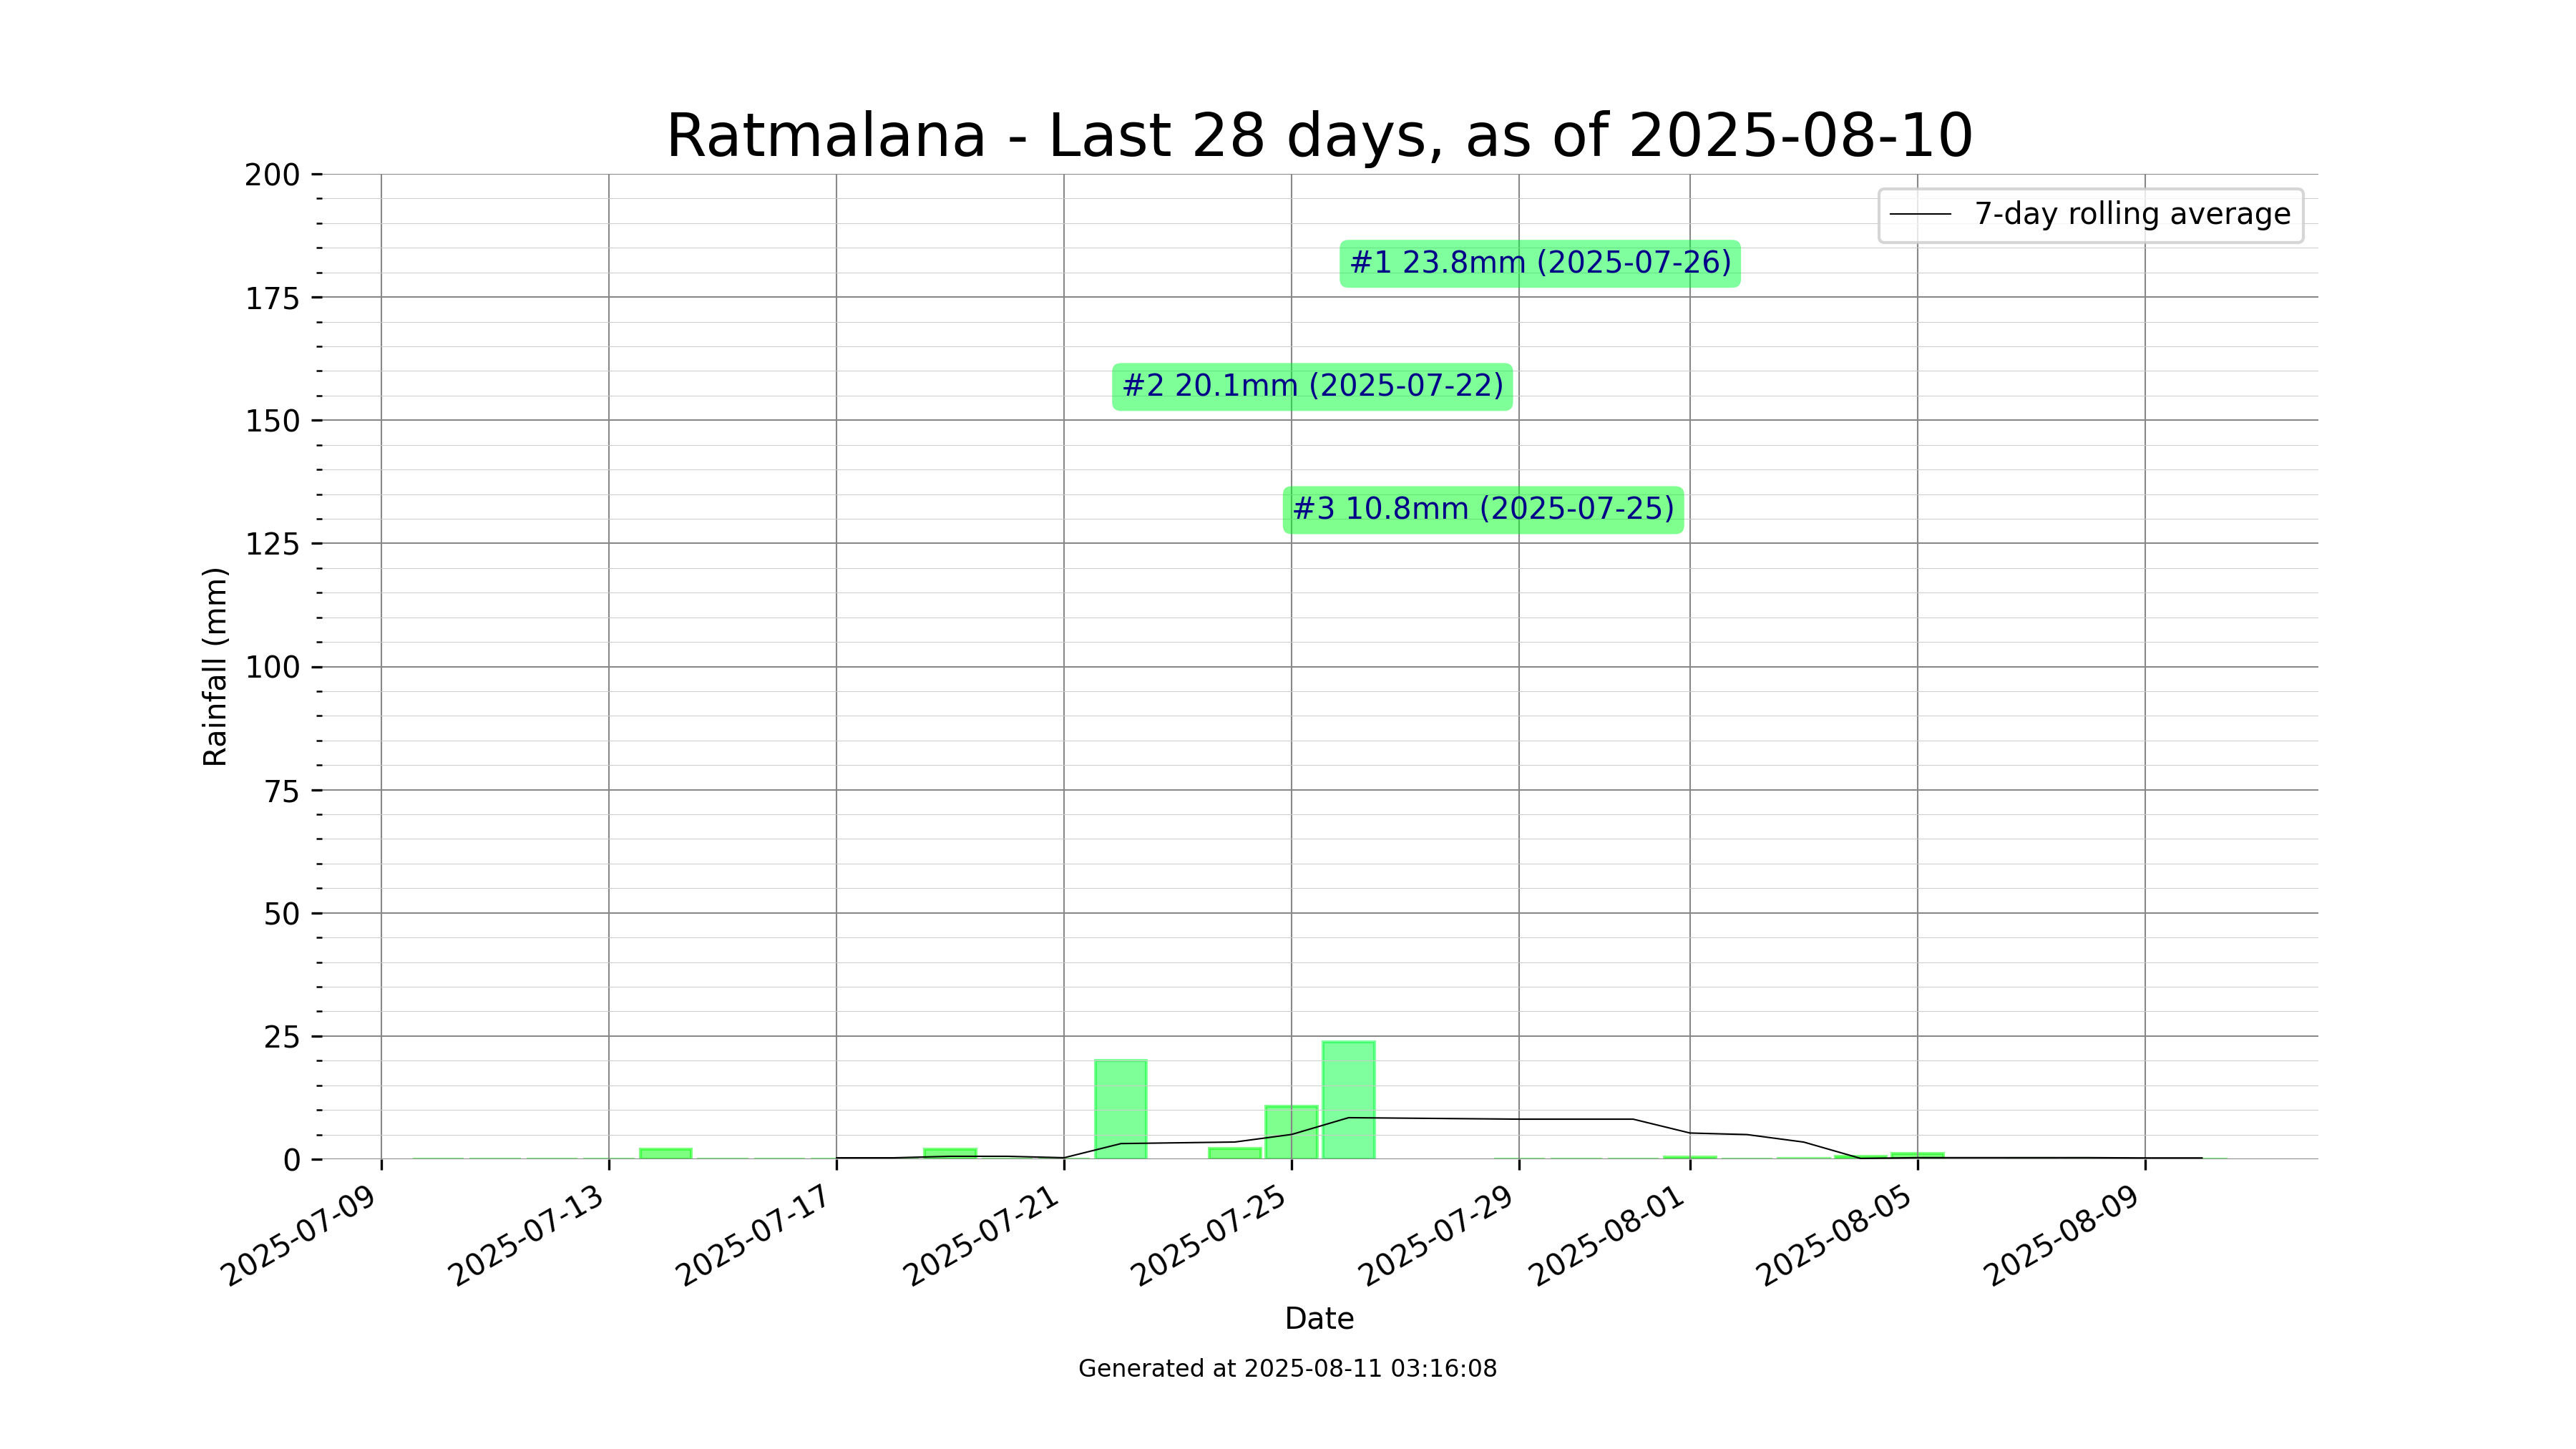 Ratmalana - Last 28 days, as of 2025-08-10
200
175
150
125
100
75
50
25
0
Rainfall (mm)
7-day rolling average
#1 23.8mm (2025-07-26)
#2 20.1mm (2025-07-22)
#3 10.8mm (2025-07-25)
2025-07-09
2025-07-13
2025-07-17
2025-07-21
2025-07-25
2025-07-29
2025-08-01
2025-08-05
2025-08-09
Date
Generated at 2025-08-11 03:16:08